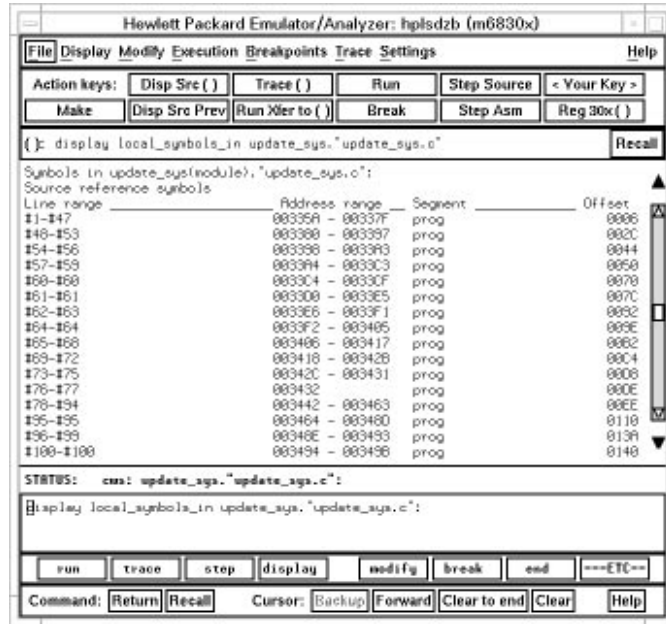 Hewlett Packard Emulator/Analyzer: hplsdzb (m6830x)
File Display Modify Execution Breakpoints Trace Settings Help
Action keys: Disp Src ( ) Trace ( ) Run Step Source < Your Key >
Make Disp Src Prev Run Xfer to ( ) Break Step Asm Reg 30x( )
( ): display local_symbols_in update_sys."update_sys.c" Recall
Symbols in update_sys(module)."update_sys.c":
Source reference symbols
Line range ____________________ Address range __ Segment ____________ Offset
#1-#47 00335A - 00337F prog 0006
#48-#53 003380 - 003397 prog 002C
#54-#56 003398 - 0033A3 prog 0044
#57-#59 0033A4 - 0033C3 prog 0050
#60-#60 0033C4 - 0033CF prog 0070
#61-#61 0033D0 - 0033E5 prog 007C
#62-#63 0033E6 - 0033F1 prog 0092
#64-#64 0033F2 - 003405 prog 009E
#65-#68 003406 - 003417 prog 00B2
#69-#72 003418 - 00342B prog 00C4
#73-#75 00342C - 003431 prog 00D8
#76-#77 003432 prog 00DE
#78-#94 003442 - 003463 prog 00EE
#95-#95 003464 - 00348D prog 0110
#96-#99 00348E - 003493 prog 013A
#100-#100 003494 - 00349B prog 0140
STATUS: cms: update_sys."update_sys.c":
display local_symbols_in update_sys."update_sys.c":
run trace step display modify break end ---ETC--
Command: Return Recall Cursor: Backup Forward Clear to end Clear Help